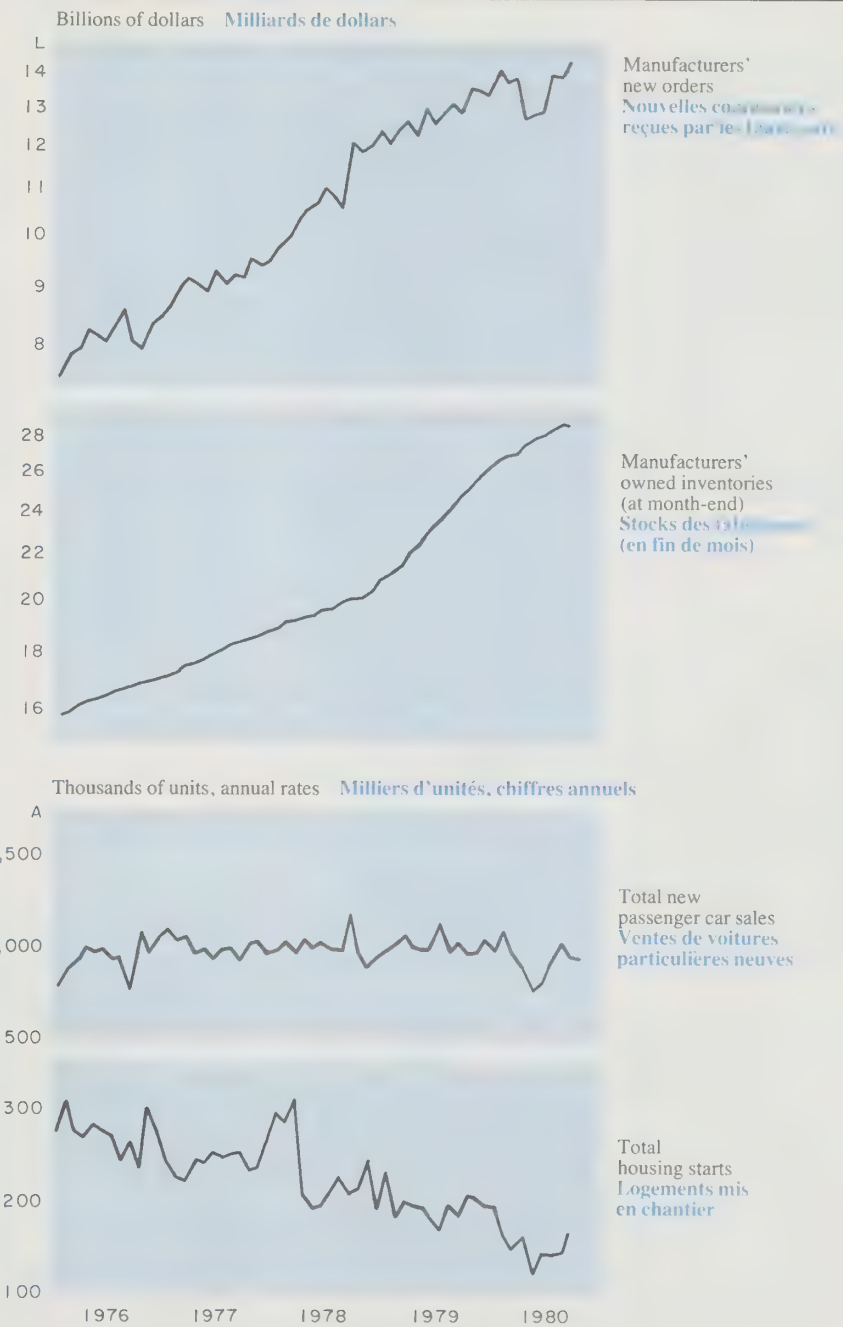 Billions of dollars Milliards de dollars
L
14
13
12
11
10
9
8
Manufacturers'
new orders
Nouvelles
reçues par les
28
26
24
22
20
18
16
Manufacturers'
owned inventories
(at month-end)
Stocks des
(en fin de mois)
Thousands of units, annual rates Milliers d'unités, chiffres annuels
A
,500
,000
500
Total new
passenger car sales
Ventes de voitures
particulières neuves
300
200
100
Total
housing starts
Logements mis
en chantier
1976 1977 1978 1979 1980